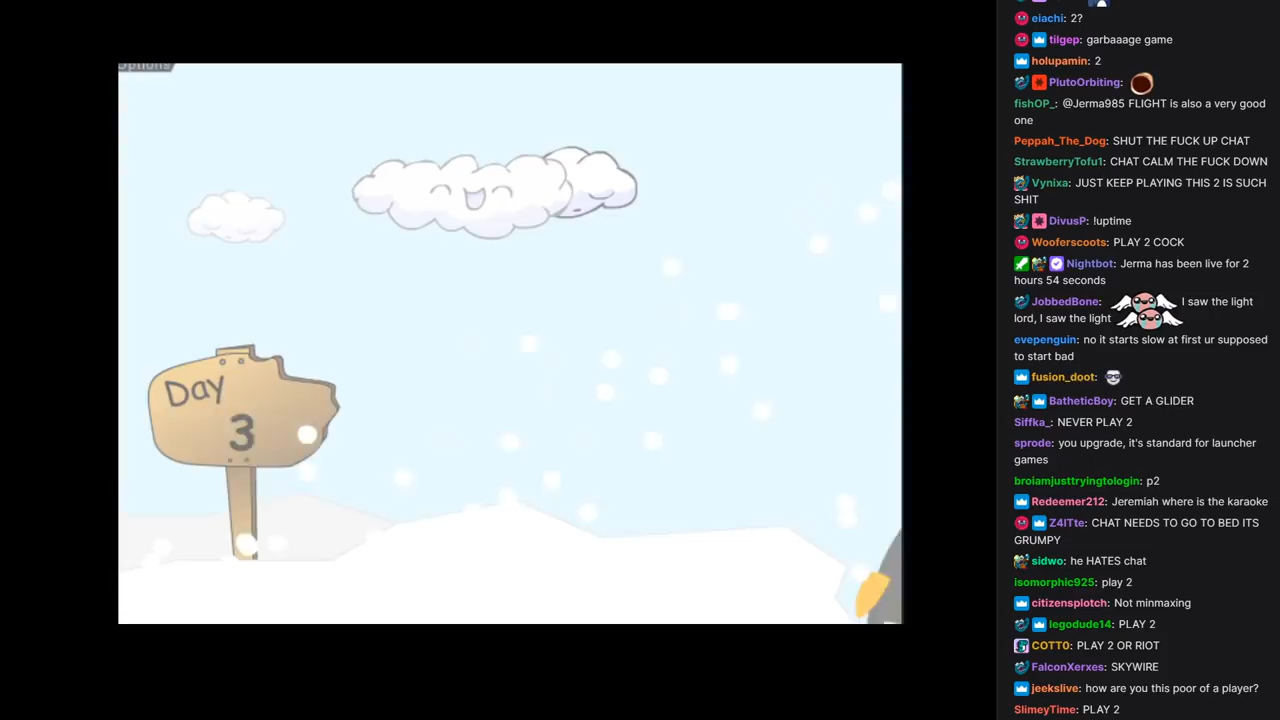 Options
Day
3
eiachi: 2?
tilgep: garbaaage game
holupamin: 2
PlutoOrbiting:
fishOP_: @Jerma985 FLIGHT is also a very good
one
Peppah_The_Dog: SHUT THE FUCK UP CHAT
StrawberryTofu1: CHAT CALM THE FUCK DOWN
Vynixa: JUST KEEP PLAYING THIS 2 IS SUCH
SHIT
DivusP: !uptime
Wooferscoots: PLAY 2 COCK
Nightbot: Jerma has been live for 2
hours 54 seconds
JobbedBone: I saw the light
lord, I saw the light
evepenguin: no it starts slow at first ur supposed
to start bad
fusion_doot:
BatheticBoy: GET A GLIDER
Siffka_: NEVER PLAY 2
sprode: you upgrade, it's standard for launcher
games
broiamjusttryingtologin: p2
Redeemer212: Jeremiah where is the karaoke
Z4ITte: CHAT NEEDS TO GO TO BED ITS
GRUMPY
sidwo: he HATES chat
isomorphic925: play 2
citizensplotch: Not minmaxing
legodude14: PLAY 2
COTT0: PLAY 2 OR RIOT
FalconXerxes: SKYWIRE
jeekslive: how are you this poor of a player?
SlimeyTime: PLAY 2